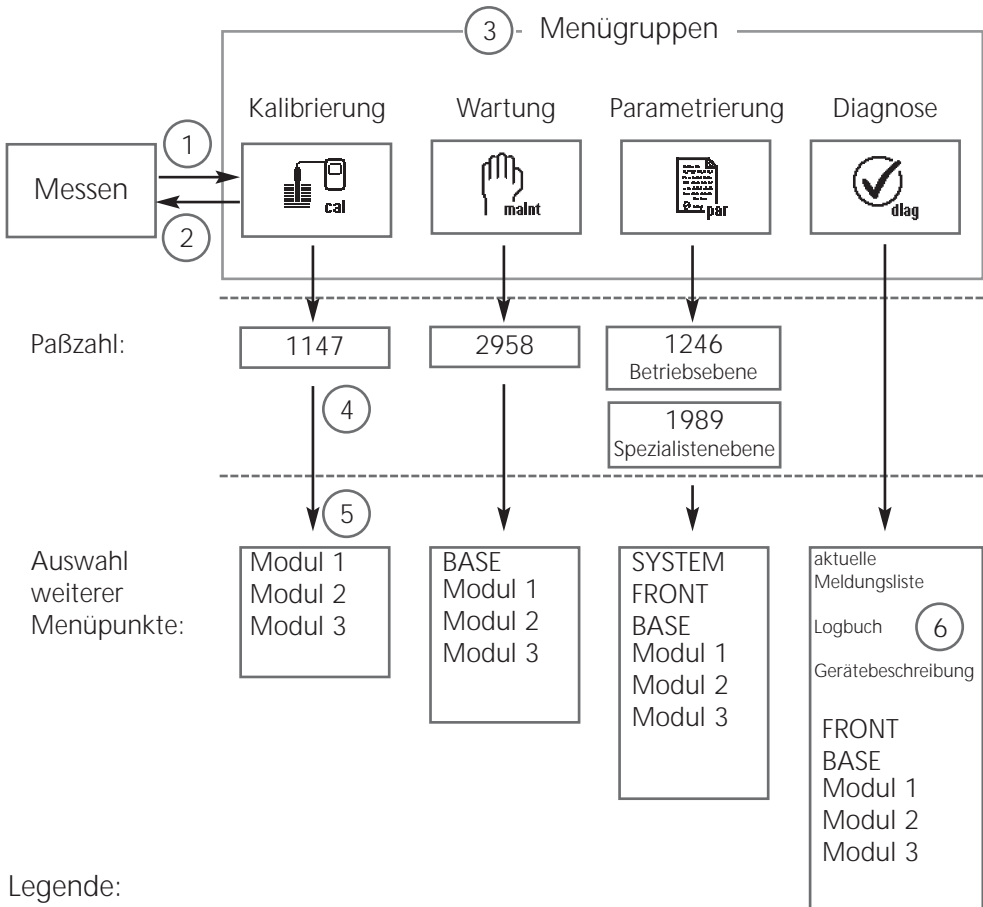 3 Menügruppen
Kalibrierung Wartung Parametrierung Diagnose
1
Messen cal maint par diag
2
Paßzahl: 1147 2958 1246
Betriebsebene
4
1989
Spezialistenebene
5
Auswahl
weiterer
Menüpunkte:
Modul 1
Modul 2
Modul 3
BASE
Modul 1
Modul 2
Modul 3
SYSTEM
FRONT
BASE
Modul 1
Modul 2
Modul 3
aktuelle
Meldungsliste
Logbuch 6
Gerätebeschreibung
FRONT
BASE
Modul 1
Modul 2
Modul 3
Legende: